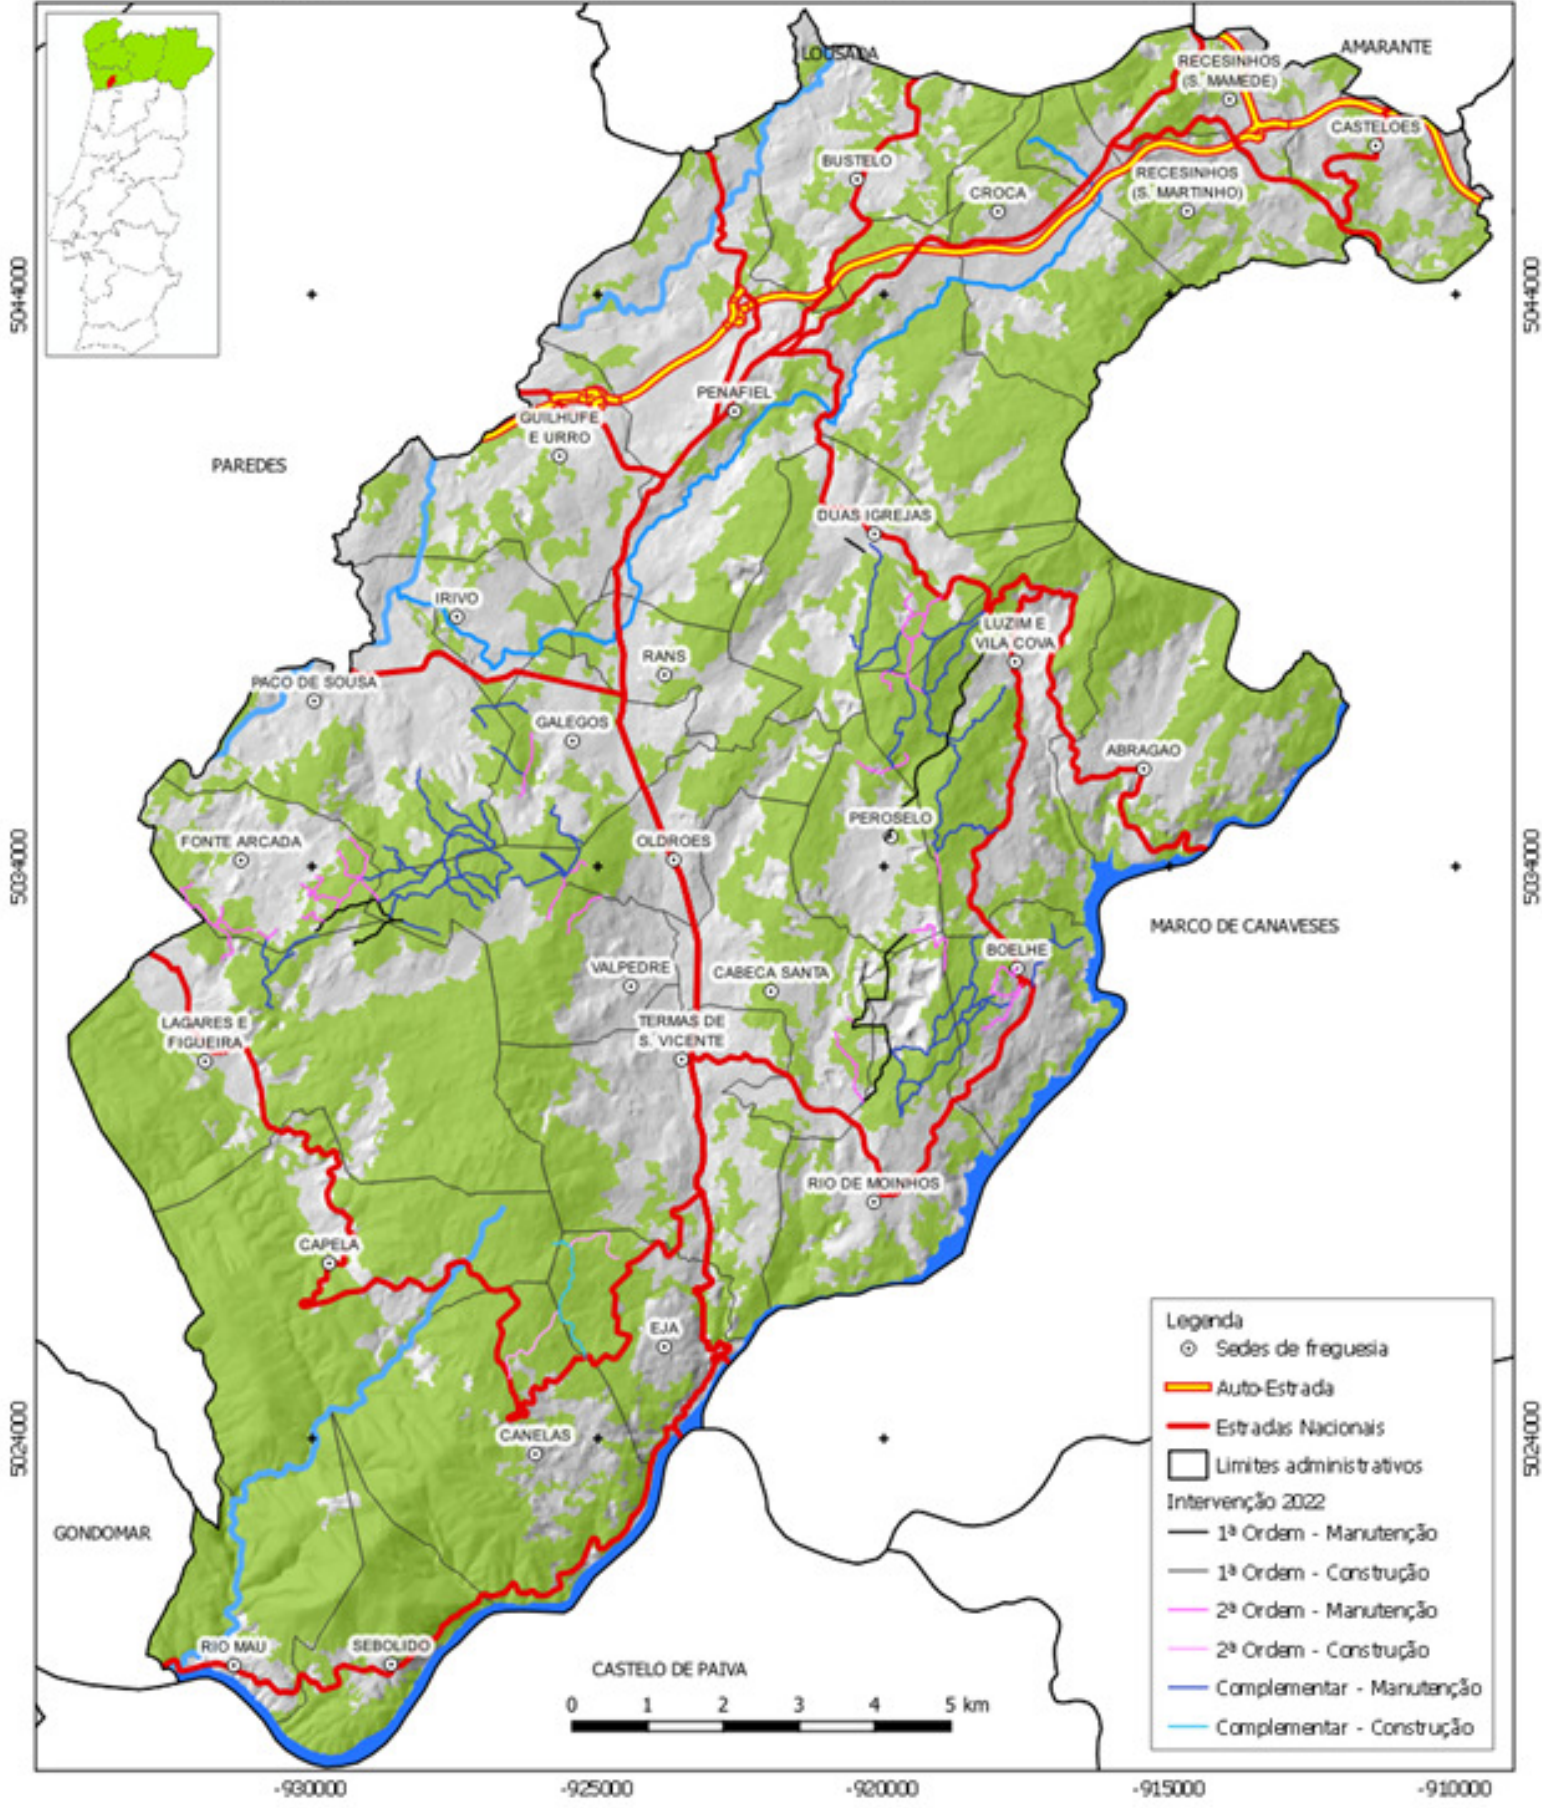 LOUSADA
AMARANTE
RECESINHOS
(S. MAMEDE)
CASTELOES
BUSTELO
RECESINHOS
(S. MARTINHO)
CROCA
5044000
5044000
PENAFIEL
GUILHUFE
E URRO
PAREDES
DUAS IGREJAS
IRIVO
LUZIM E
VILA COVA
RANS
PACO DE SOUSA
GALEGOS
ABRAGAO
PEROSELO
FONTE ARCADA
OLDROES
5034000
5034000
MARCO DE CANAVESES
BOELHE
VALPEDRE
CABECA SANTA
LAGARES E
FIGUEIRA
TERMAS DE
S. VICENTE
RIO DE MOINHOS
CAPELA
EJA
CANELAS
5024000
5024000
GONDOMAR
RIO MAU
SEBOLIDO
CASTELO DE PAIVA
0 1 2 3 4 5 km
Legenda
Sedes de freguesia
Auto-Estrada
Estradas Nacionais
Limites administrativos
Intervenção 2022
1ª Ordem - Manutenção
1ª Ordem - Construção
2ª Ordem - Manutenção
2ª Ordem - Construção
Complementar - Manutenção
Complementar - Construção
-930000 -925000 -920000 -915000 -910000